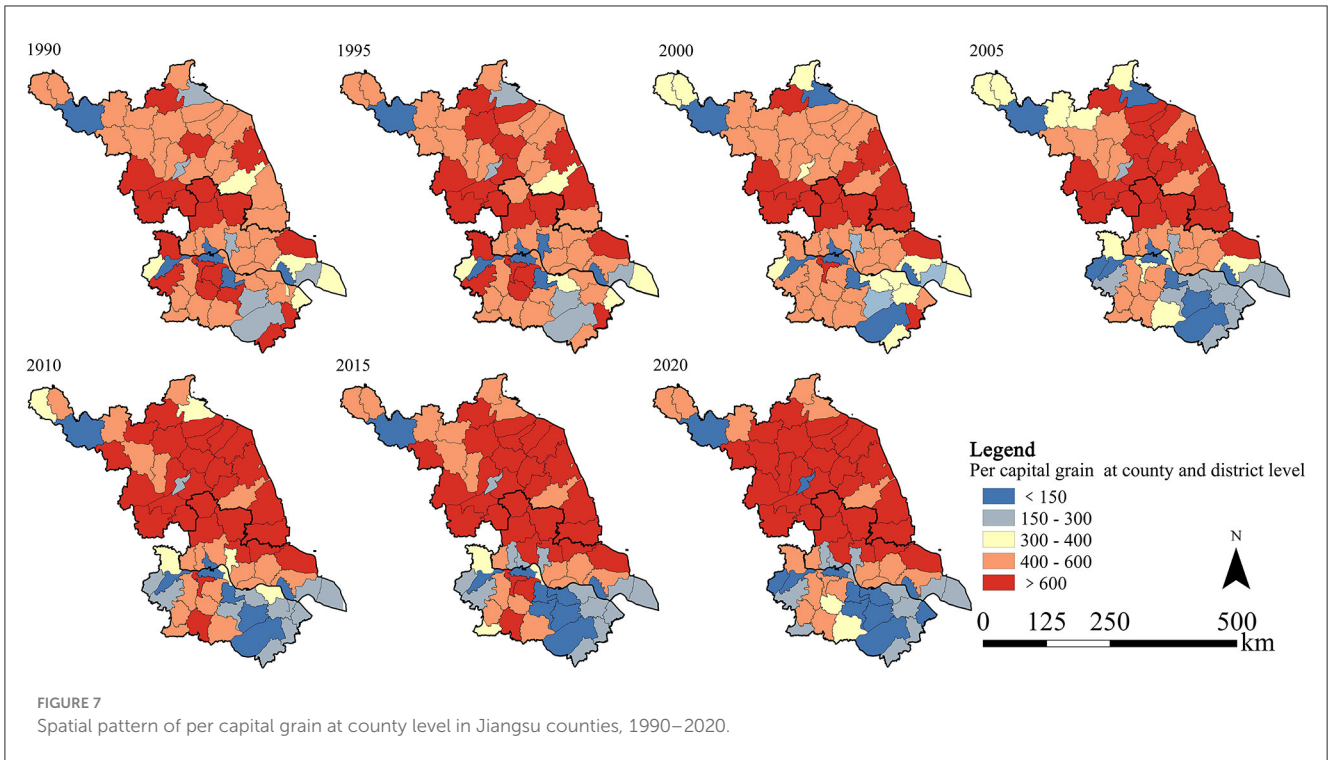 1990
1995
2000
2005
2010
2015
2020
Legend
Per capital grain at county and district level
< 150
150 - 300
300 - 400
400 - 600
> 600
N
0 125 250 500
km
FIGURE 7
Spatial pattern of per capital grain at county level in Jiangsu counties, 1990–2020.